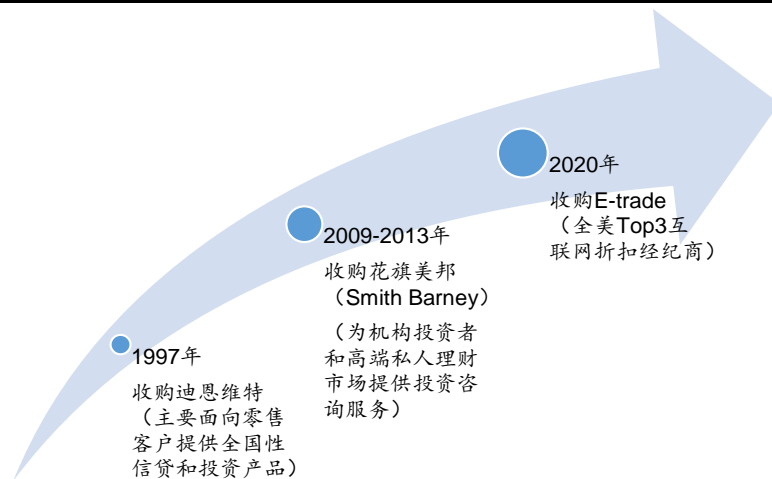 1997年
收购迪恩维特
（主要面向零售
客户提供全国性
信贷和投资产品）
2009-2013年
收购花旗美邦
（Smith Barney）
（为机构投资者
和高端私人理财
市场提供投资咨
询服务）
2020年
收购E-trade
（全美Top3互
联网折扣经纪商）